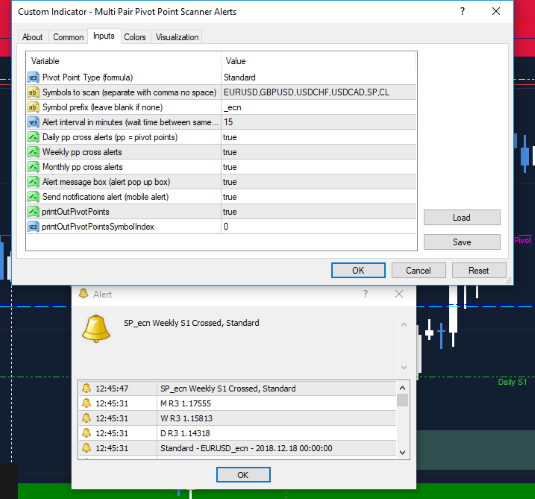 Custom Indicator - Multi Pair Pivot Point Scanner Alerts
About Common Inputs Colors Visualization
Variable Value
Pivot Point Type (formula) Standard
Symbols to scan (separate with comma no space) EURUSD,GBPUSD,USDCHF,USDCAD,SP,CL
Symbol prefix (leave blank if none) _ecn
Alert interval in minutes (wait time between same... 15
Daily pp cross alerts (pp = pivot points) true
Weekly pp cross alerts true
Monthly pp cross alerts true
Alert message box (alert pop up box) true
Send notifications alert (mobile alert) true
printOutPivotPoints true
printOutPivotPointsSymbolIndex 0
Load
Save
OK Cancel Reset
Pivot
Alert
SP_ecn Weekly S1 Crossed, Standard
12:45:47 SP_ecn Weekly S1 Crossed, Standard
12:45:31 M R3 1.17555
12:45:31 W R3 1.15813
12:45:31 D R3 1.14318
12:45:31 Standard - EURUSD_ecn - 2018.12.18 00:00:00
OK
Daily S1